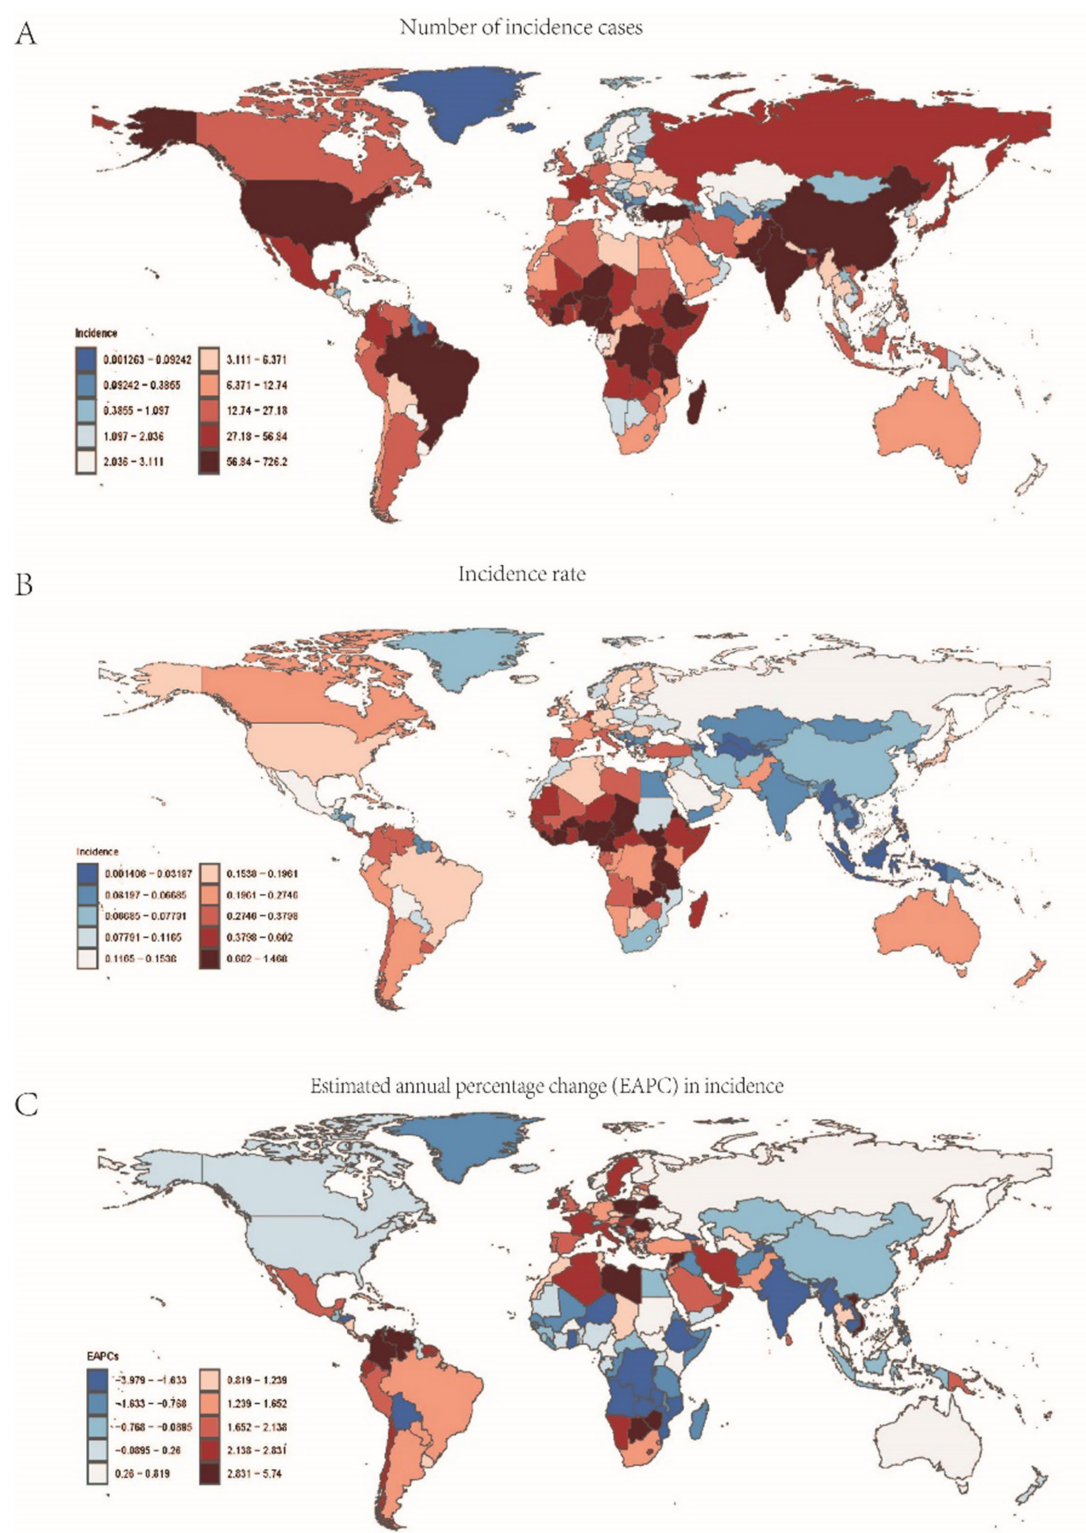 A
Number of incidence cases
Incidence
0.001263 – 0.09242
0.09242 – 0.3855
0.3855 – 1.097
1.097 – 2.036
2.036 – 3.111
3.111 – 6.371
6.371 – 12.74
12.74 – 27.18
27.18 – 56.84
56.84 – 726.2
B
Incidence rate
Incidence
0.001406 – 0.03197
0.03197 – 0.06685
0.06685 – 0.07791
0.07791 – 0.1165
0.1165 – 0.1538
0.1538 – 0.1961
0.1961 – 0.2746
0.2746 – 0.3798
0.3798 – 0.602
0.602 – 1.468
C
Estimated annual percentage change (EAPC) in incidence
EAPCs
-3.979 – -1.633
-1.633 – -0.768
-0.768 – -0.0895
-0.0895 – 0.26
0.26 – 0.819
0.819 – 1.239
1.239 – 1.652
1.652 – 2.138
2.138 – 2.831
2.831 – 5.74